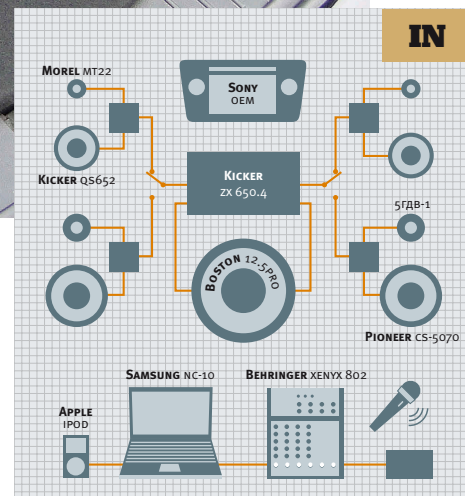 IN
MOREL MT22
SONY
OEM
KICKER QS652
KICKER
ZX 650.4
5ГДВ-1
BOSTON 12.5PRO
PIONEER CS-5070
SAMSUNG NC-10
BEHRINGER XENYX 802
APPLE
IPOD